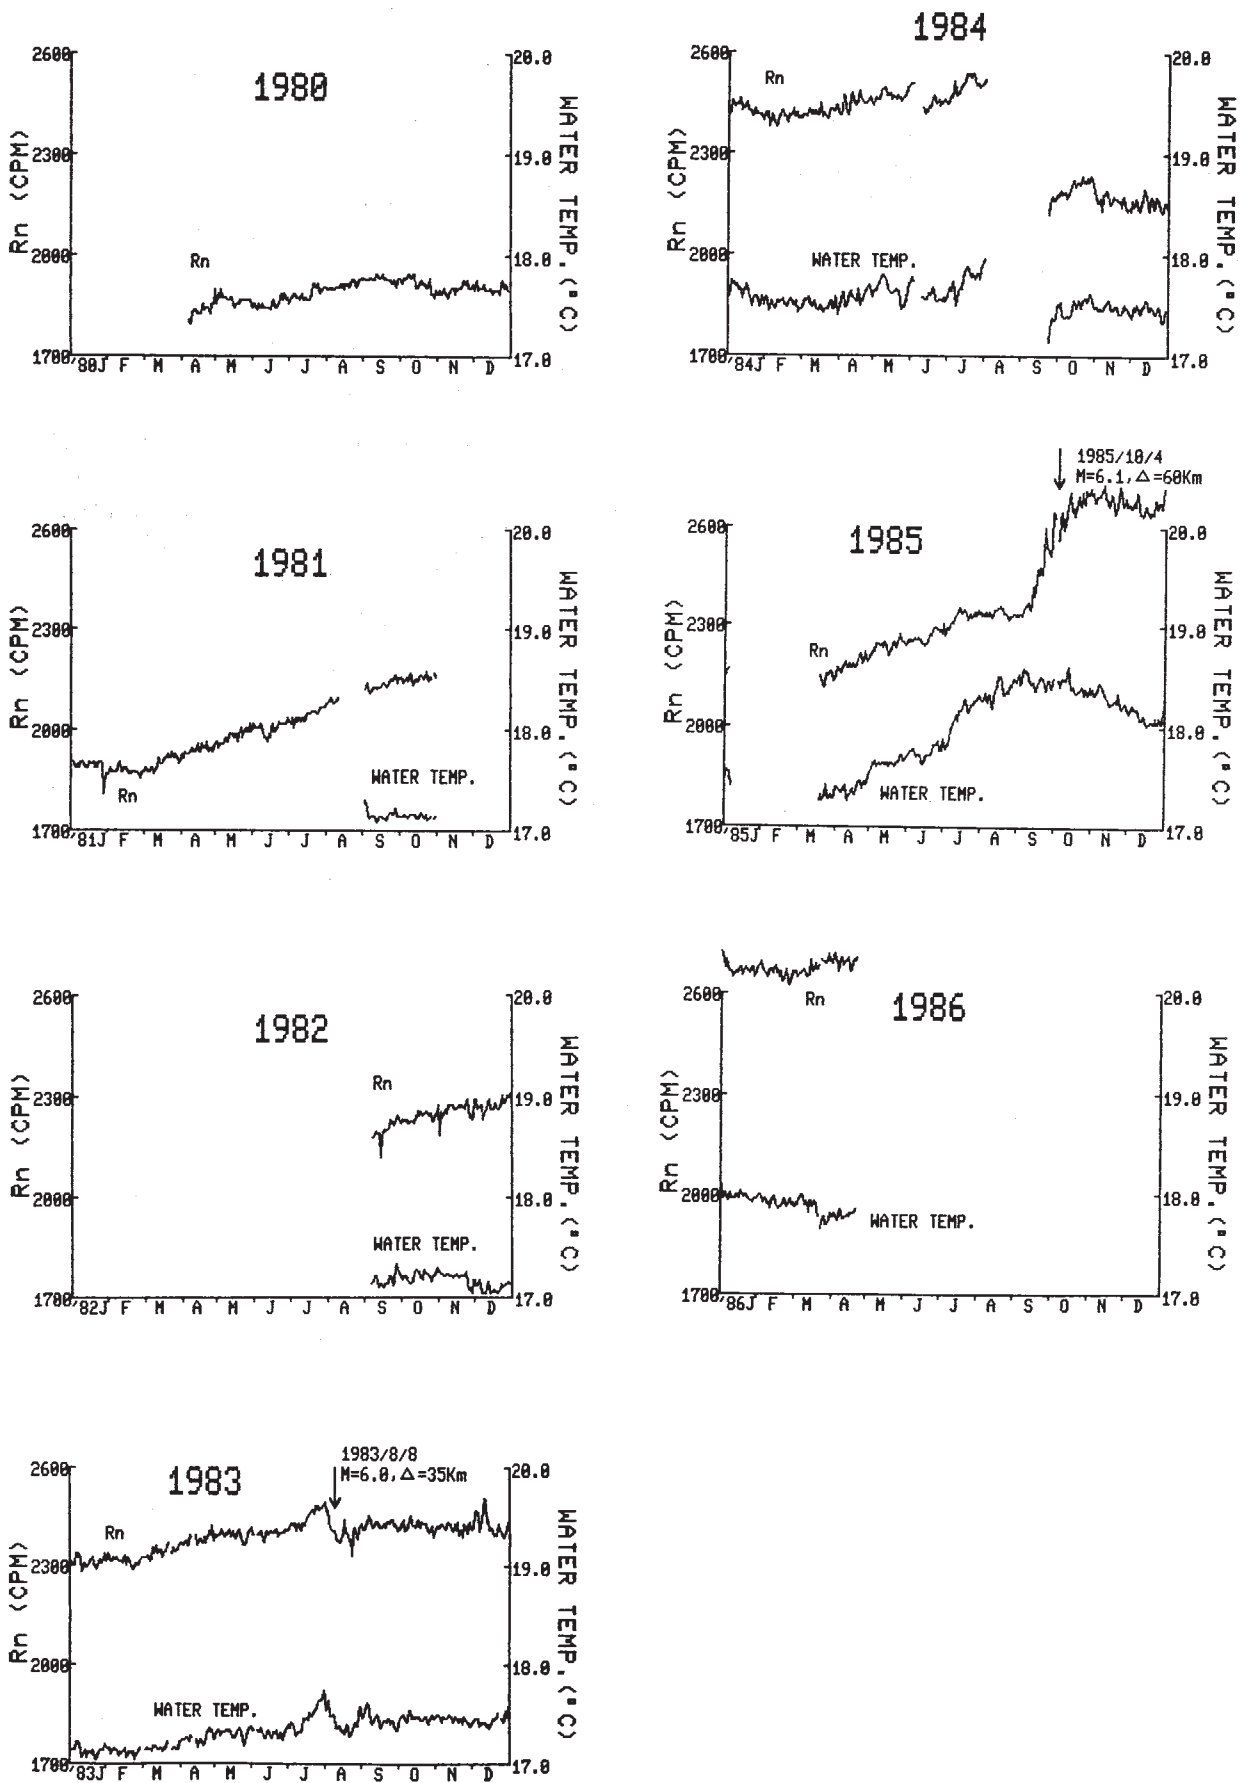 1980
2600
2300
2000
1700
Rn (CPM)
20.0
19.0
18.0
17.0
WATER TEMP. (°C)
Rn
'80J F M A M J J A S O N D
1981
2600
2300
2000
1700
Rn (CPM)
20.0
19.0
18.0
17.0
WATER TEMP. (°C)
WATER TEMP.
Rn
'81J F M A M J J A S O N D
1982
2600
2300
2000
1700
Rn (CPM)
20.0
19.0
18.0
17.0
WATER TEMP. (°C)
Rn
WATER TEMP.
'82J F M A M J J A S O N D
1983
1983/8/8
M=6.0, Δ=35Km
2600
2300
2000
1700
Rn (CPM)
20.0
19.0
18.0
17.0
WATER TEMP. (°C)
Rn
WATER TEMP.
'83J F M A M J J A S O N D
1984
2600
2300
2000
1700
Rn (CPM)
20.0
19.0
18.0
17.0
WATER TEMP. (°C)
Rn
WATER TEMP.
'84J F M A M J J A S O N D
1985/10/4
M=6.1, Δ=60Km
1985
2600
2300
2000
1700
Rn (CPM)
20.0
19.0
18.0
17.0
WATER TEMP. (°C)
Rn
WATER TEMP.
'85J F M A M J J A S O N D
1986
2600
2300
2000
1700
Rn (CPM)
20.0
19.0
18.0
17.0
WATER TEMP. (°C)
Rn
WATER TEMP.
'86J F M A M J J A S O N D